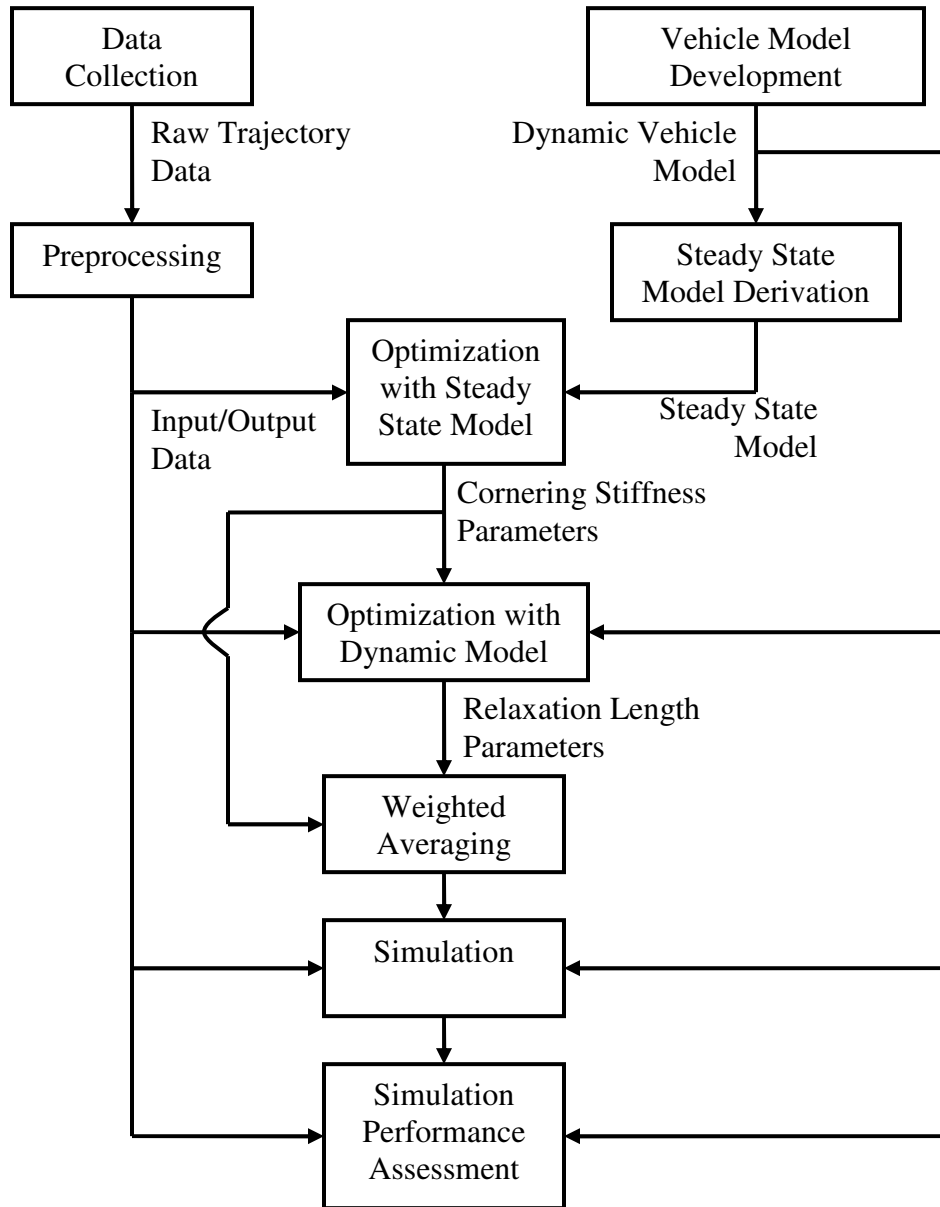 Data
Collection
Vehicle Model
Development
Raw Trajectory
Data
Dynamic Vehicle
Model
Preprocessing
Steady State
Model Derivation
Optimization
with Steady
State Model
Input/Output
Data
Steady State
Model
Cornering Stiffness
Parameters
Optimization with
Dynamic Model
Relaxation Length
Parameters
Weighted
Averaging
Simulation
Simulation
Performance
Assessment